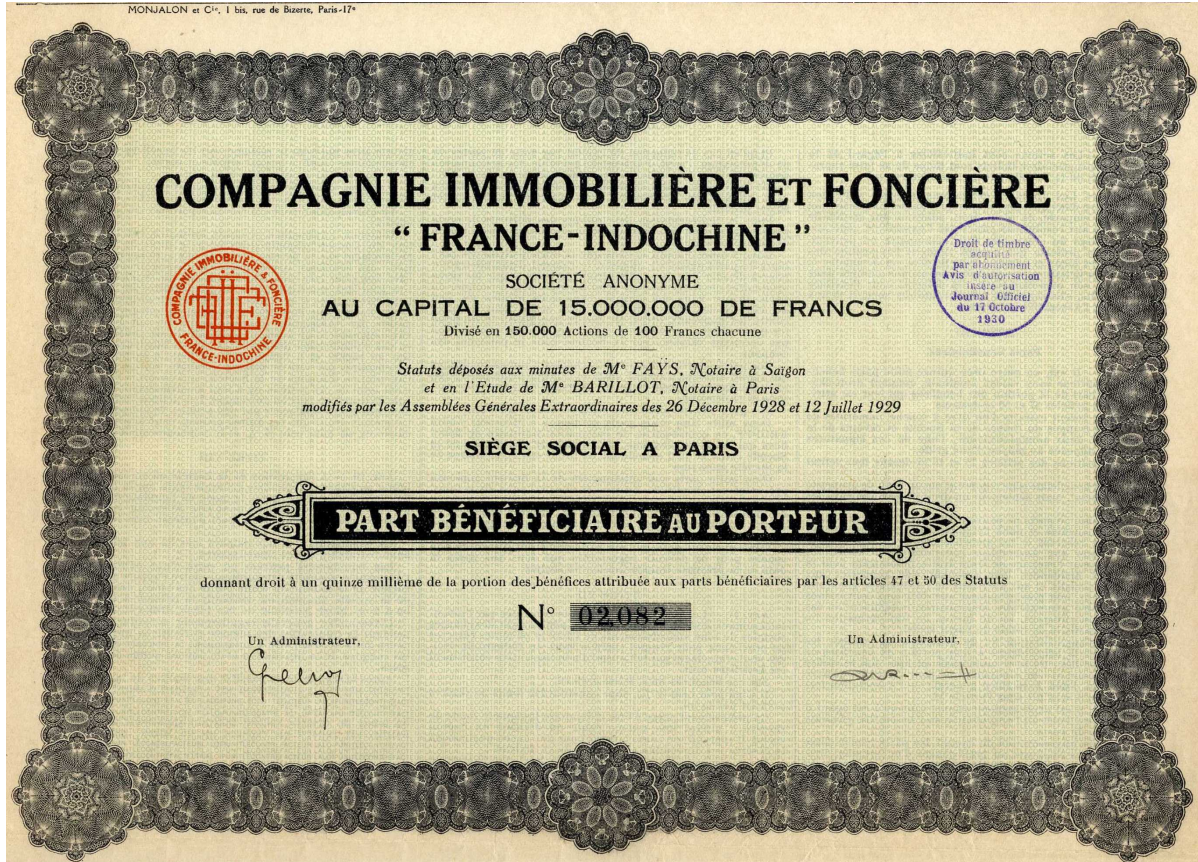 MONJALON et Cie, 1 bis, rue de Bizerte, Paris-17e
COMPAGNIE IMMOBILIÈRE ET FONCIÈRE
“ FRANCE-INDOCHINE ”
COMPAGNIE IMMOBILIÈRE & FONCIÈRE
FRANCE-INDOCHINE
Droit de timbre
acquitté
par abonnement
Avis d'autorisation
inséré au
Journal Officiel
du 17 Octobre
1930
SOCIÉTÉ ANONYME
AU CAPITAL DE 15.000.000 DE FRANCS
Divisé en 150.000 Actions de 100 Francs chacune
Statuts déposés aux minutes de Me FAŸS, Notaire à Saïgon
et en l'Etude de Me BARILLOT, Notaire à Paris
modifiés par les Assemblées Générales Extraordinaires des 26 Décembre 1928 et 12 Juillet 1929
SIÈGE SOCIAL A PARIS
PART BÉNÉFICIAIRE AU PORTEUR
donnant droit à un quinze millième de la portion des bénéfices attribuée aux parts bénéficiaires par les articles 47 et 50 des Statuts
No 02,082
Un Administrateur,
Un Administrateur,